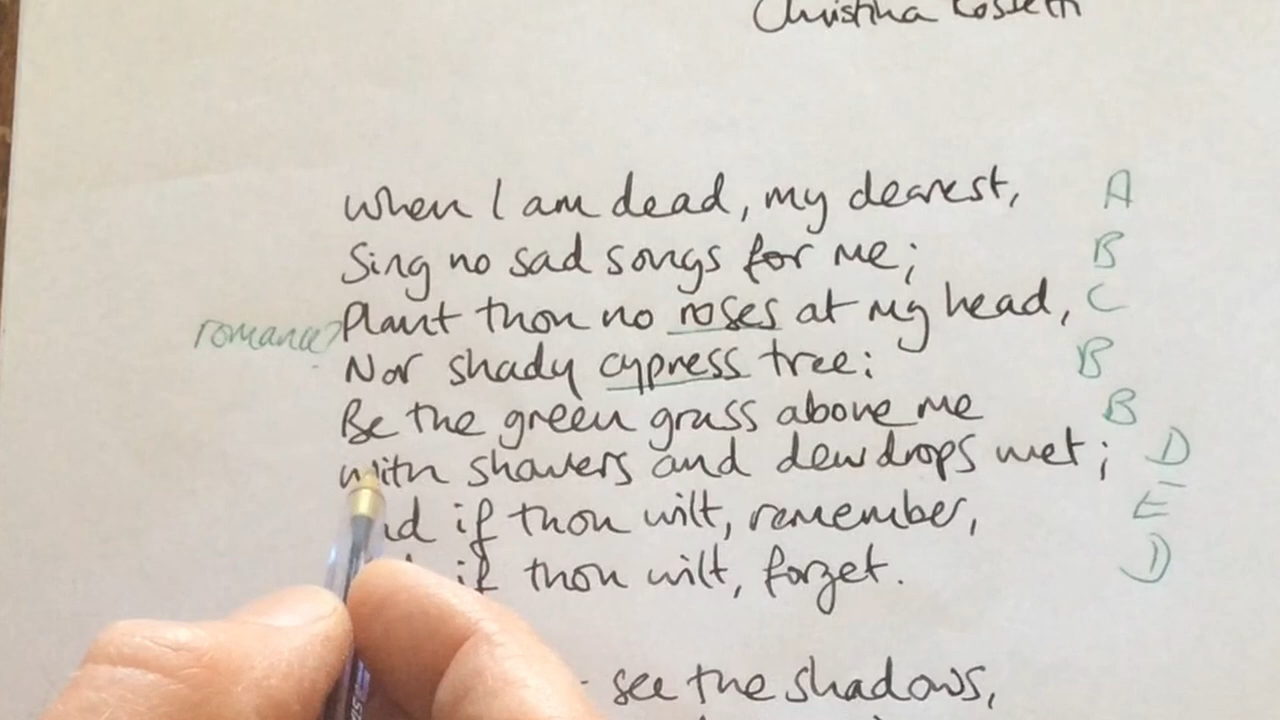 Christina Rossetti
When I am dead, my dearest, A
Sing no sad songs for me; B
Plant thou no roses at my head, C
romance?
Nor shady cypress tree: B
Be the green grass above me B
With showers and dewdrops wet; D
if thou wilt, remember, E
if thou wilt, forget. D
see the shadows,